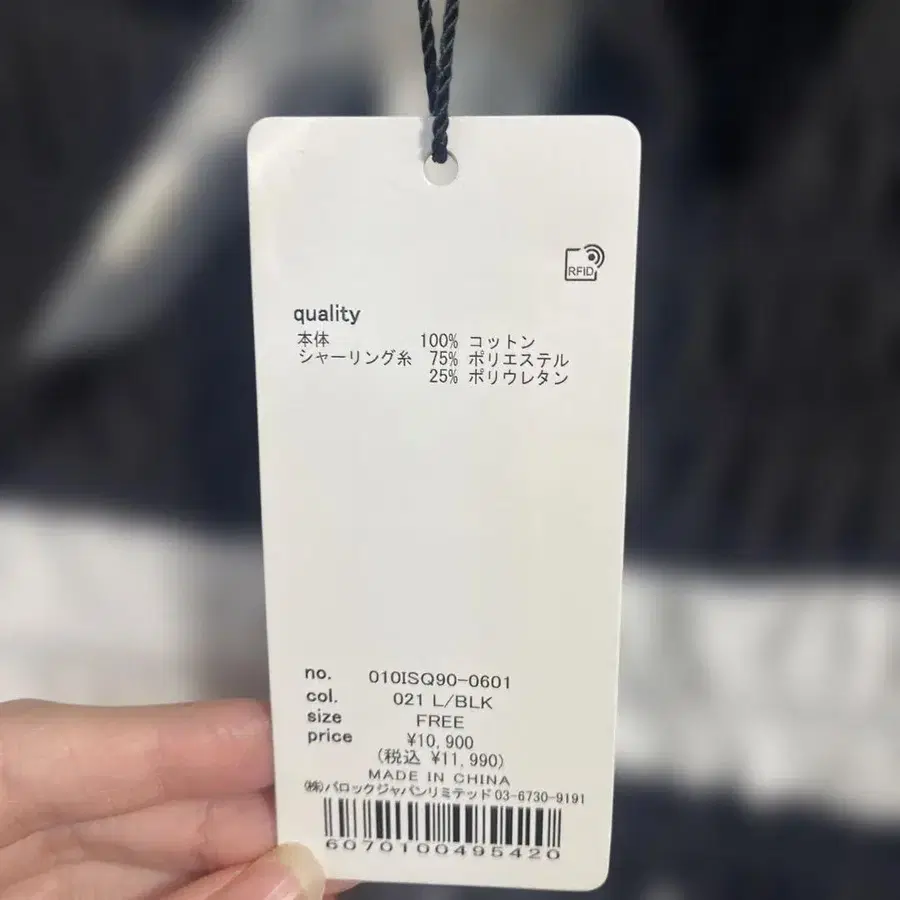 RFID
quality
本体 100% コットン
シャーリング糸 75% ポリエステル
25% ポリウレタン
no. 010ISQ90-0601
col. 021 L/BLK
size FREE
price ¥10,900
(税込 ¥11,990)
MADE IN CHINA
㈱バロックジャパンリミテッド 03-6730-9191
6070100495420